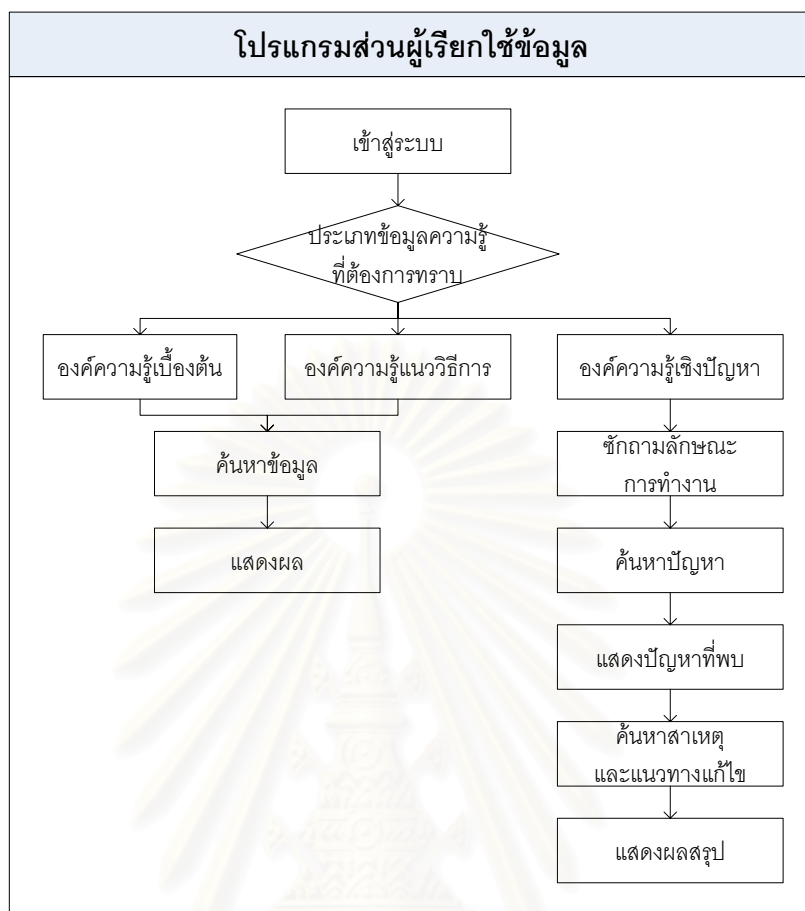 โปรแกรมส่วนผู้เรียกใช้ข้อมูล
เข้าสู่ระบบ
ประเภทข้อมูลความรู้
ที่ต้องการทราบ
องค์ความรู้เบื้องต้น
องค์ความรู้แนววิธีการ
องค์ความรู้เชิงปัญหา
ค้นหาข้อมูล
ซักถามลักษณะ
การทำงาน
แสดงผล
ค้นหาปัญหา
แสดงปัญหาที่พบ
ค้นหาสาเหตุ
และแนวทางแก้ไข
แสดงผลสรุป